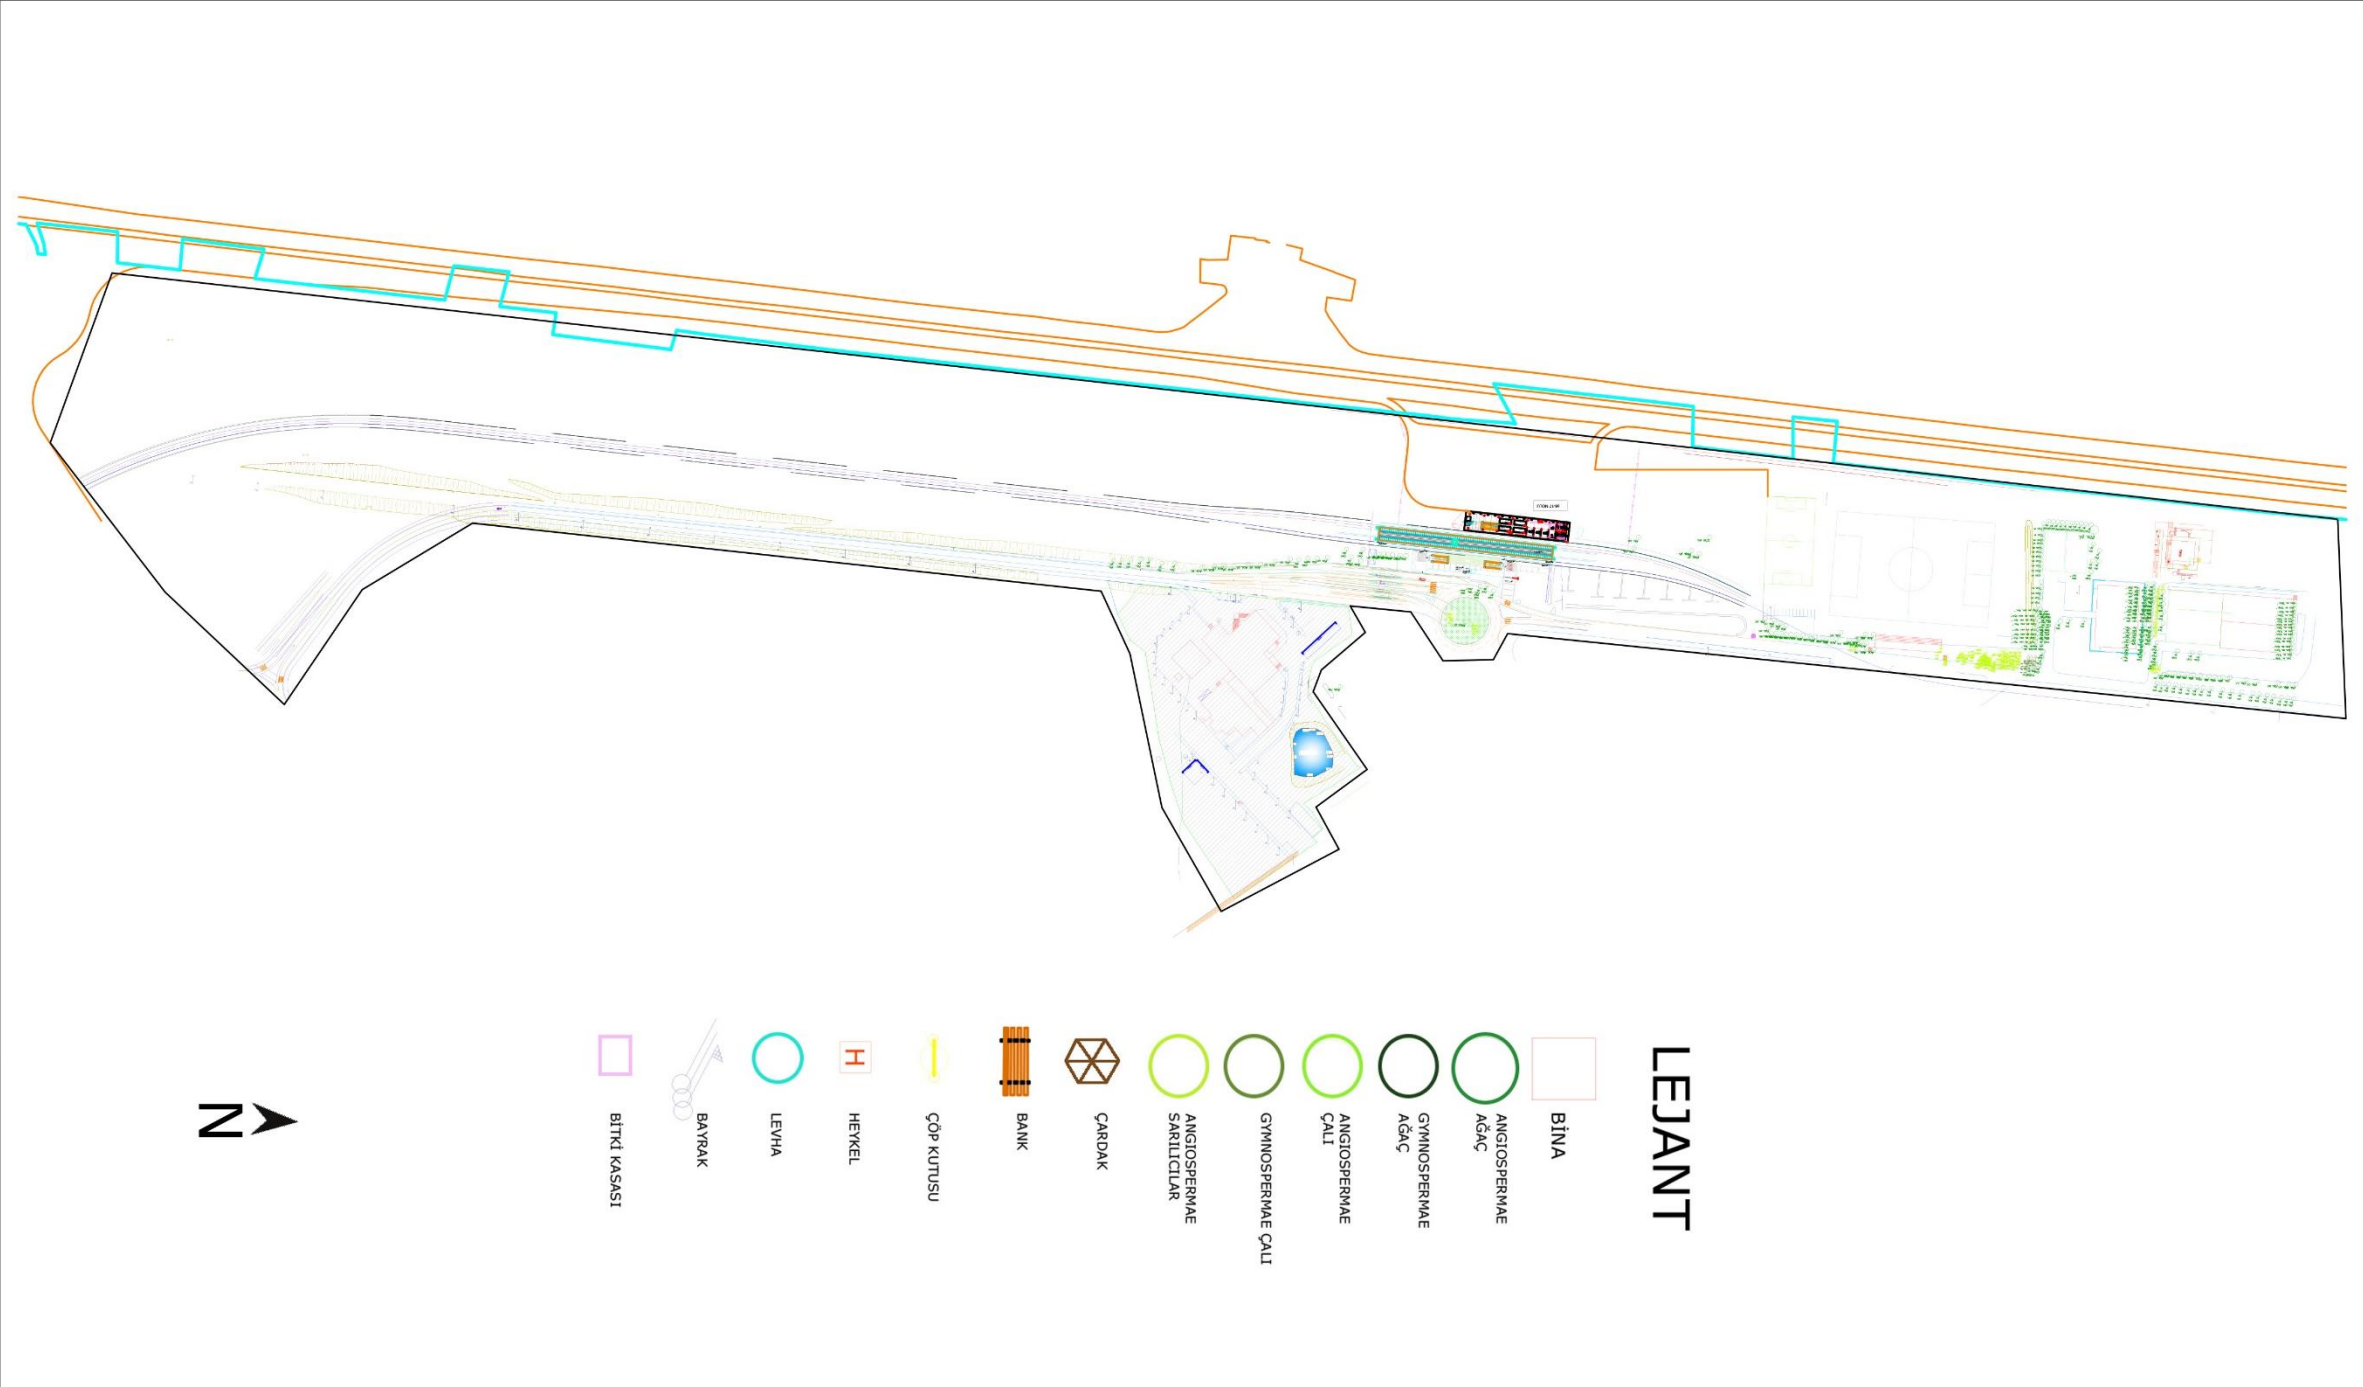 LEJANT
BİNA
ANGIOSPERMAE
AĞAÇ
GYMNOSPERMAE
AĞAÇ
ANGIOSPERMAE
ÇALI
GYMNOSPERMAE ÇALI
ANGIOSPERMAE
SARILICILAR
ÇARDAK
BANK
ÇÖP KUTUSU
H
HEYKEL
LEVHA
BAYRAK
BİTKİ KASASI
N